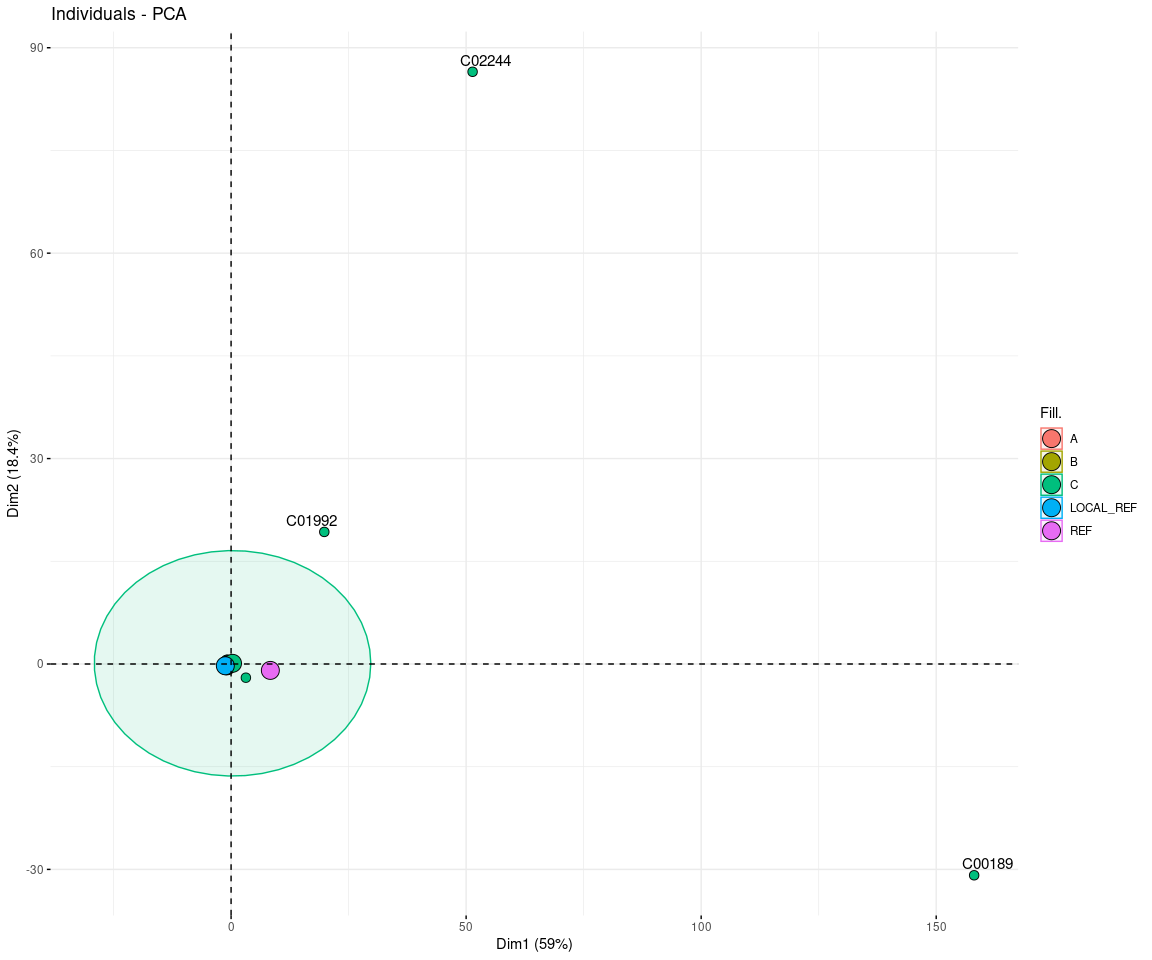 Individuals - PCA
90
60
30
0
-30
C02244
C01992
C00189
0
50
100
150
Dim1 (59%)
Dim2 (18.4%)
Fill.
A
B
C
LOCAL_REF
REF